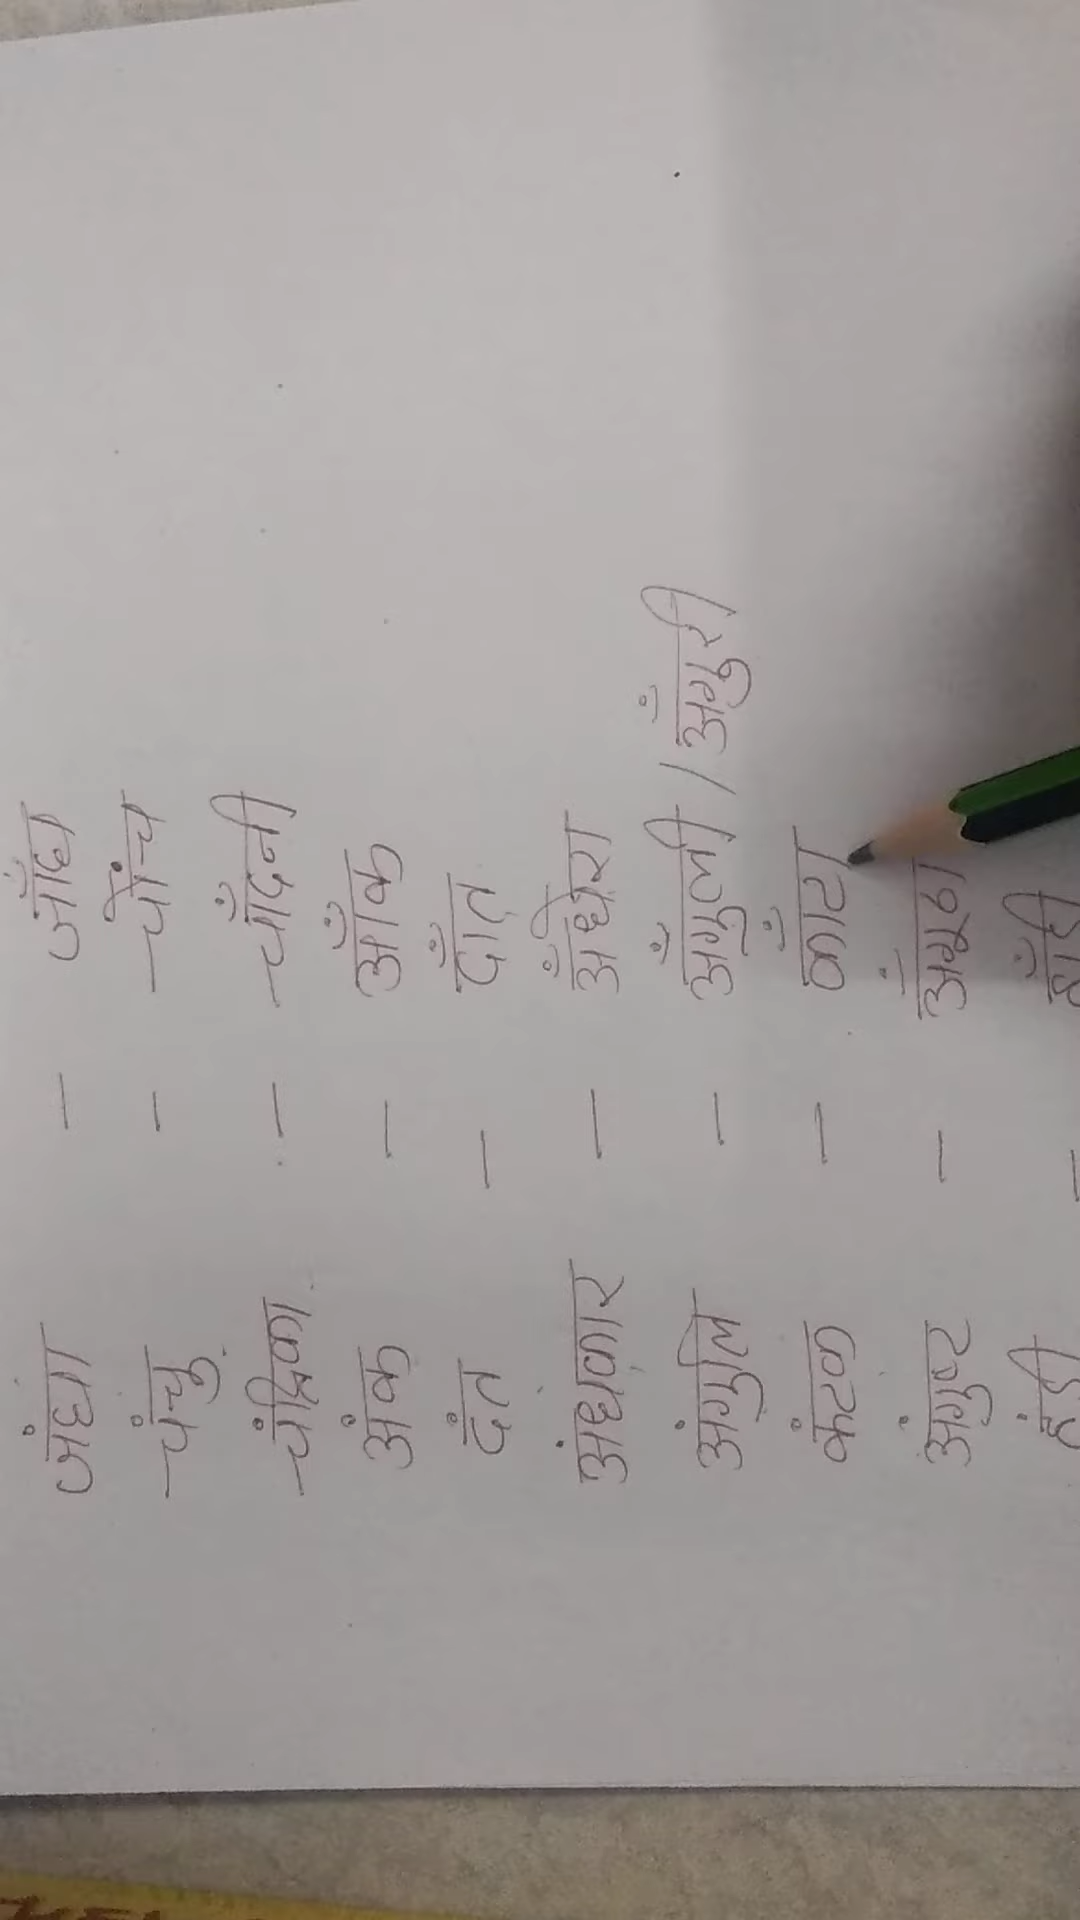 जंघा - जाँघ
चंचु - चोंच
चंद्रिका - चाँदनी
अंक - आँक
दंत - दाँत
अंधकार - अँधेरा
अंगुलि - अँगुली / अँगुरी
कंटक - काँटा
अंगुष्ट - अँगूठा